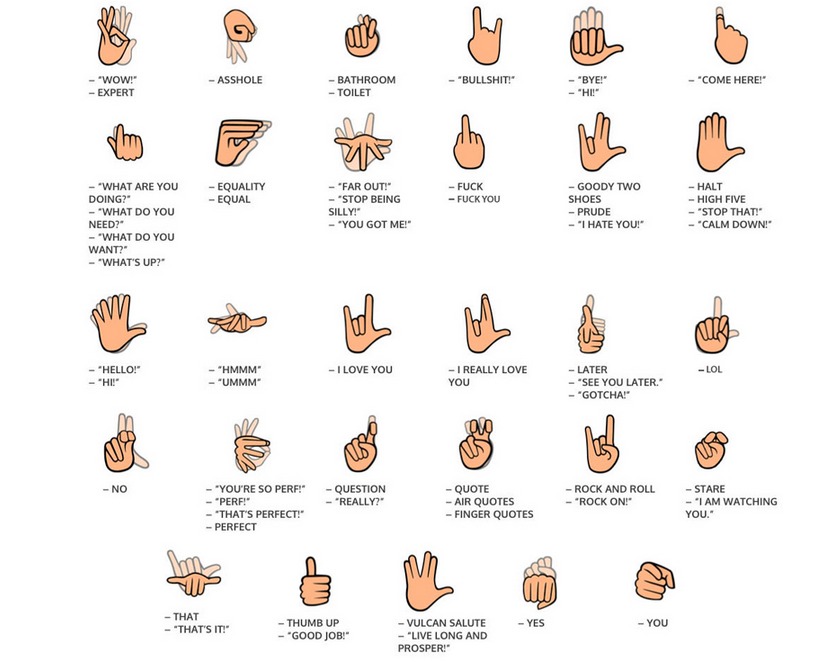 – “WOW!”
– EXPERT
– ASSHOLE
– BATHROOM
– TOILET
– “BULLSHIT!”
– “BYE!”
– “HI!”
– “COME HERE!”
– “WHAT ARE YOU
DOING?”
– “WHAT DO YOU
NEED?”
– “WHAT DO YOU
WANT?”
– “WHAT’S UP?”
– EQUALITY
– EQUAL
– “FAR OUT!”
– “STOP BEING
SILLY!”
– “YOU GOT ME!”
– FUCK
– FUCK YOU
– GOODY TWO
SHOES
– PRUDE
– “I HATE YOU!”
– HALT
– HIGH FIVE
– “STOP THAT!”
– “CALM DOWN!”
– “HELLO!”
– “HI!”
– “HMMM”
– “UMMM”
– I LOVE YOU
– I REALLY LOVE
YOU
– LATER
– “SEE YOU LATER.”
– “GOTCHA!”
– LOL
– NO
– “YOU’RE SO PERF!”
– “PERF!”
– “THAT’S PERFECT!”
– PERFECT
– QUESTION
– “REALLY?”
– QUOTE
– AIR QUOTES
– FINGER QUOTES
– ROCK AND ROLL
– “ROCK ON!”
– STARE
– “I AM WATCHING
YOU.”
– THAT
– “THAT’S IT!”
– THUMB UP
– “GOOD JOB!”
– VULCAN SALUTE
– “LIVE LONG AND
PROSPER!”
– YES
– YOU